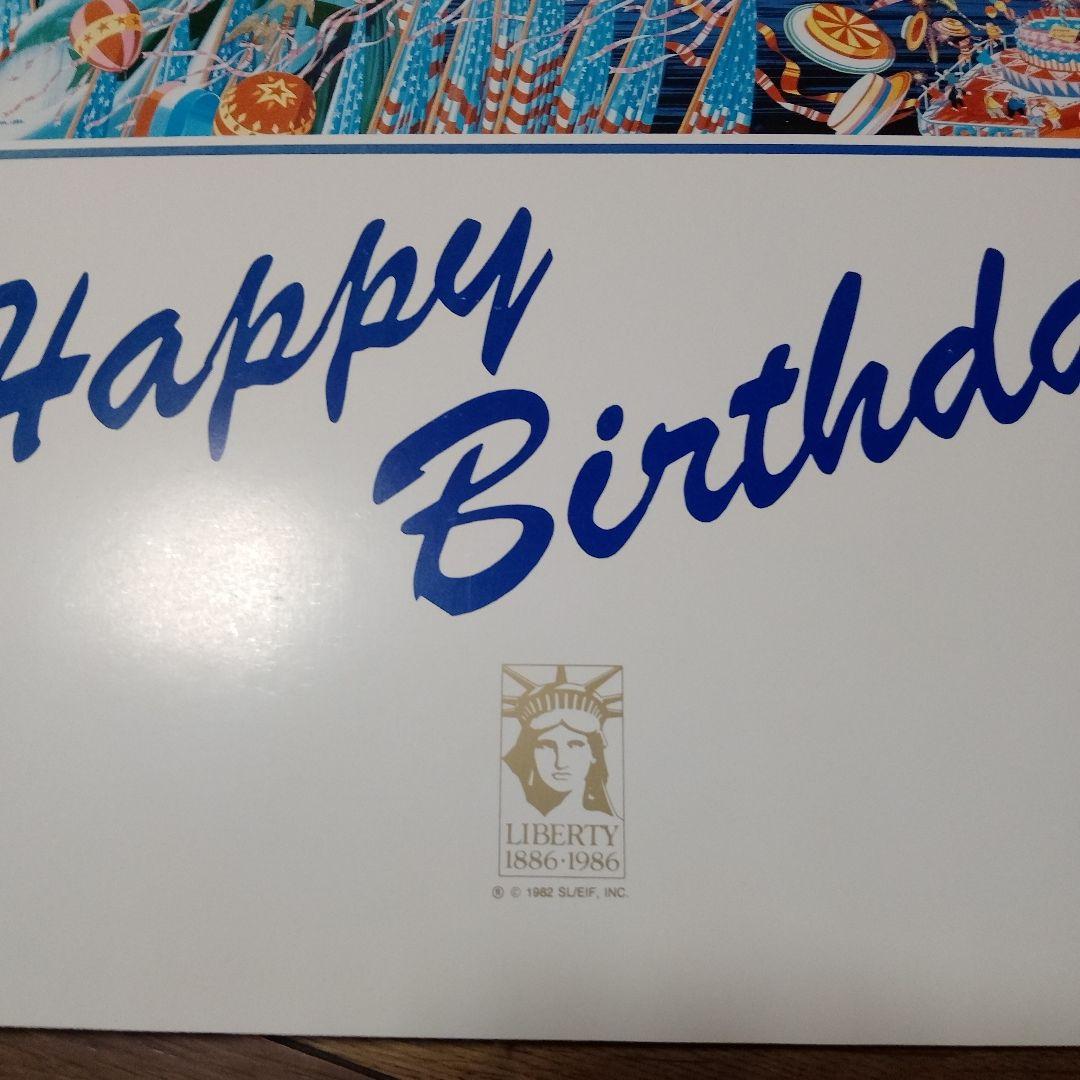 Happy
Birthda
LIBERTY
1886·1986
® © 1982 SL/EIF, INC.